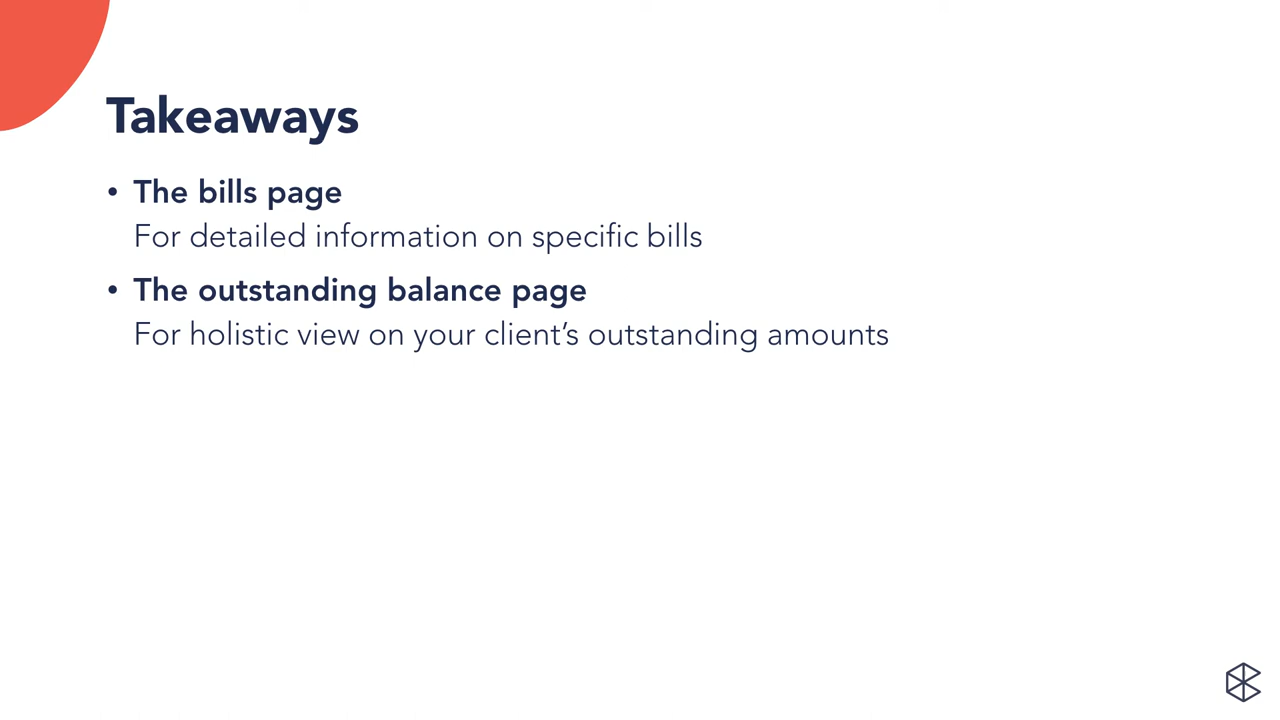 Takeaways
• The bills page
For detailed information on specific bills
• The outstanding balance page
For holistic view on your client’s outstanding amounts